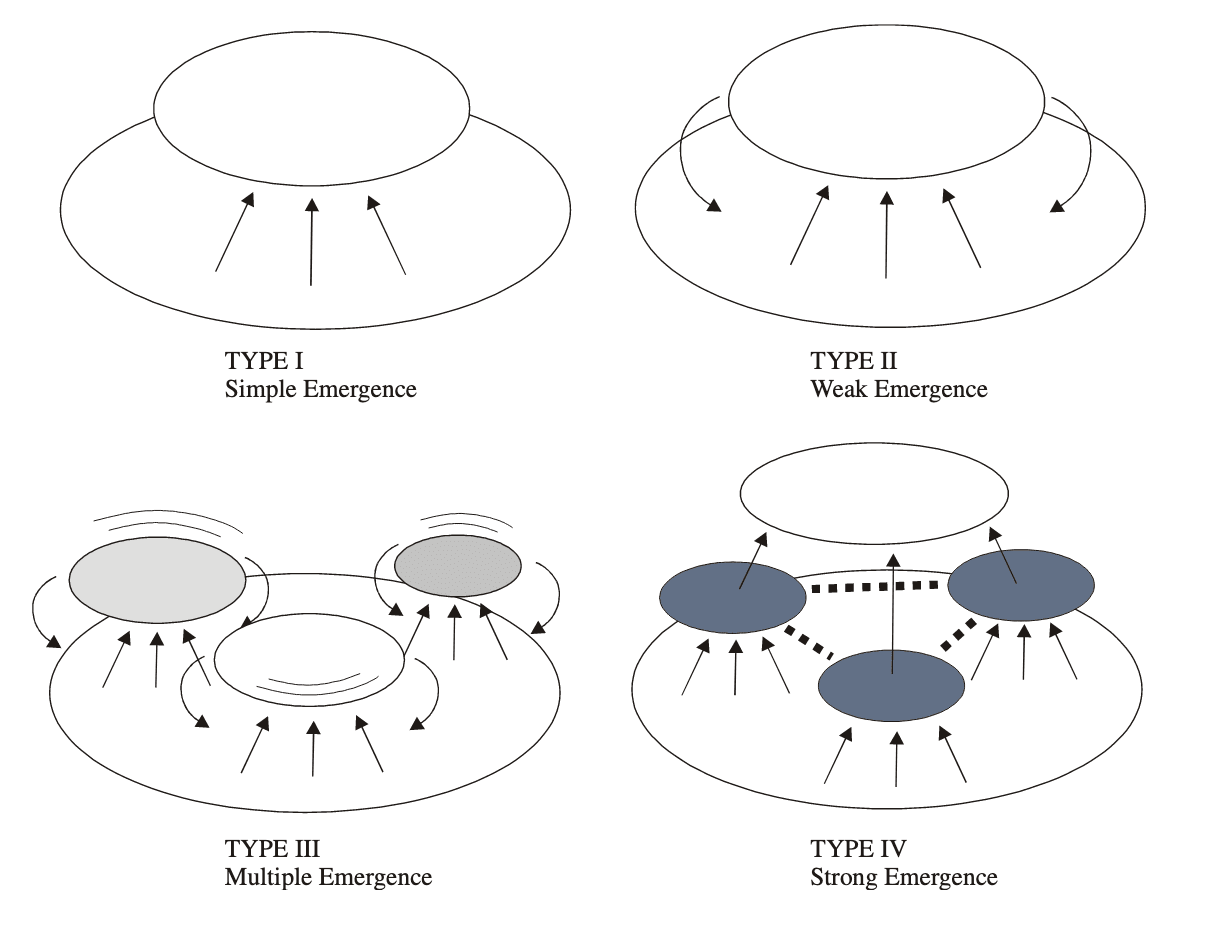 TYPE I
Simple Emergence
TYPE II
Weak Emergence
TYPE III
Multiple Emergence
TYPE IV
Strong Emergence